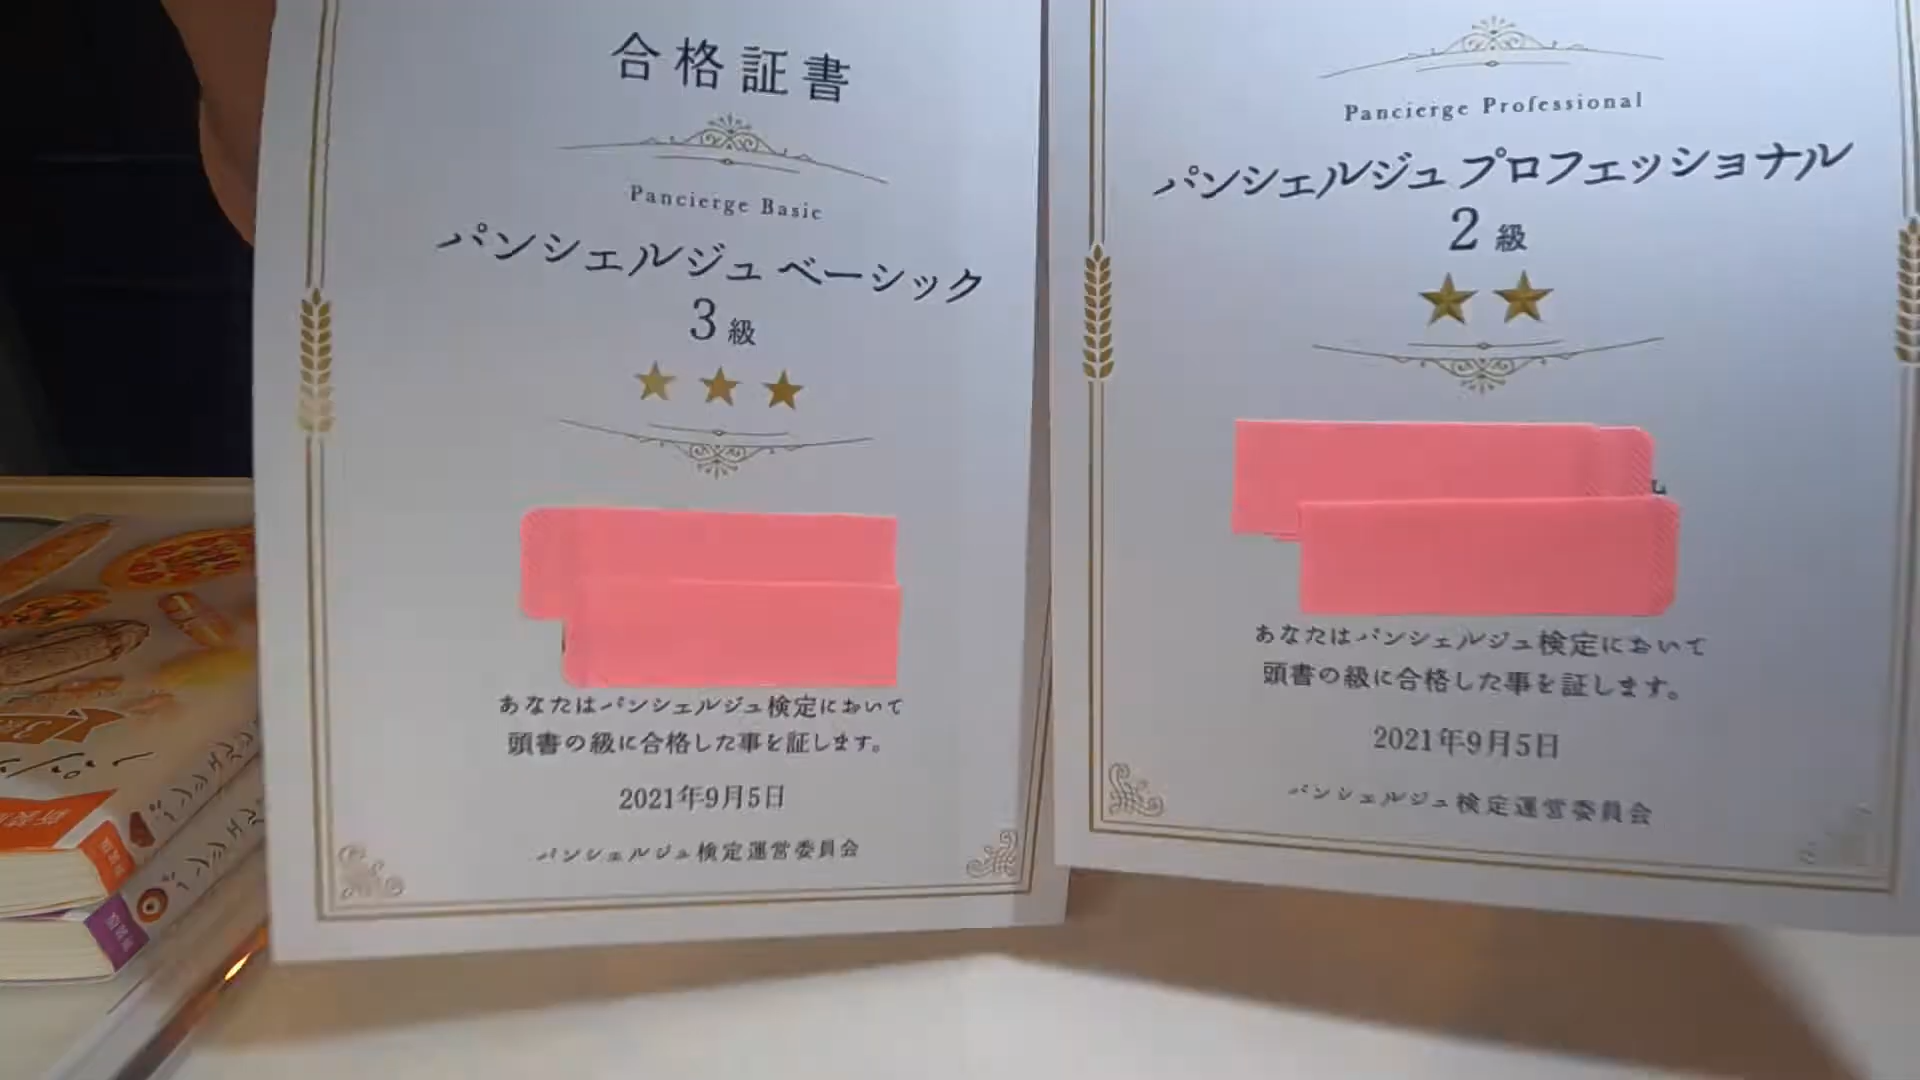 合格証書
Pancierge Basic
パンシェルジュ ベーシック
3級
あなたはパンシェルジュ検定において
頭書の級に合格した事を証します。
2021年9月5日
パンシェルジュ検定運営委員会
Pancierge Professional
パンシェルジュ プロフェッショナル
2級
あなたはパンシェルジュ検定において
頭書の級に合格した事を証します。
2021年9月5日
パンシェルジュ検定運営委員会